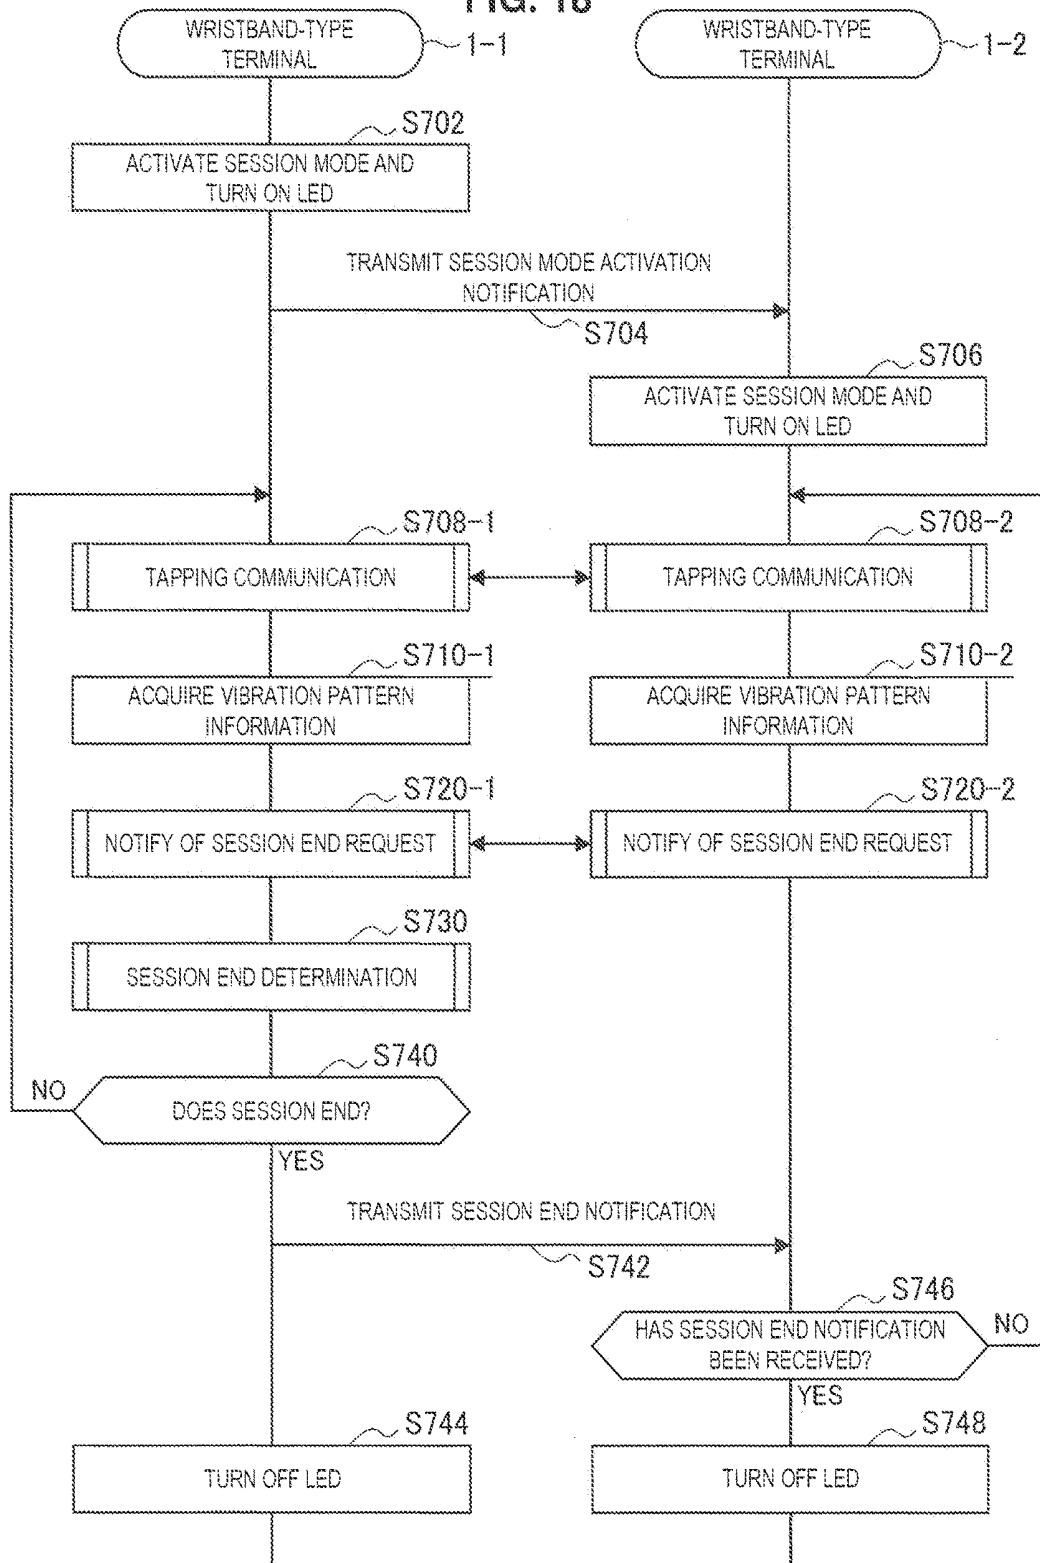 WRISTBAND-TYPE
TERMINAL
1-1
WRISTBAND-TYPE
TERMINAL
1-2
S702
ACTIVATE SESSION MODE AND
TURN ON LED
TRANSMIT SESSION MODE ACTIVATION
NOTIFICATION
S704
S706
ACTIVATE SESSION MODE AND
TURN ON LED
S708-1
TAPPING COMMUNICATION
S708-2
TAPPING COMMUNICATION
S710-1
ACQUIRE VIBRATION PATTERN
INFORMATION
S710-2
ACQUIRE VIBRATION PATTERN
INFORMATION
S720-1
NOTIFY OF SESSION END REQUEST
S720-2
NOTIFY OF SESSION END REQUEST
S730
SESSION END DETERMINATION
S740
NO
DOES SESSION END?
YES
TRANSMIT SESSION END NOTIFICATION
S742
S746
HAS SESSION END NOTIFICATION
BEEN RECEIVED?
NO
YES
S744
TURN OFF LED
S748
TURN OFF LED